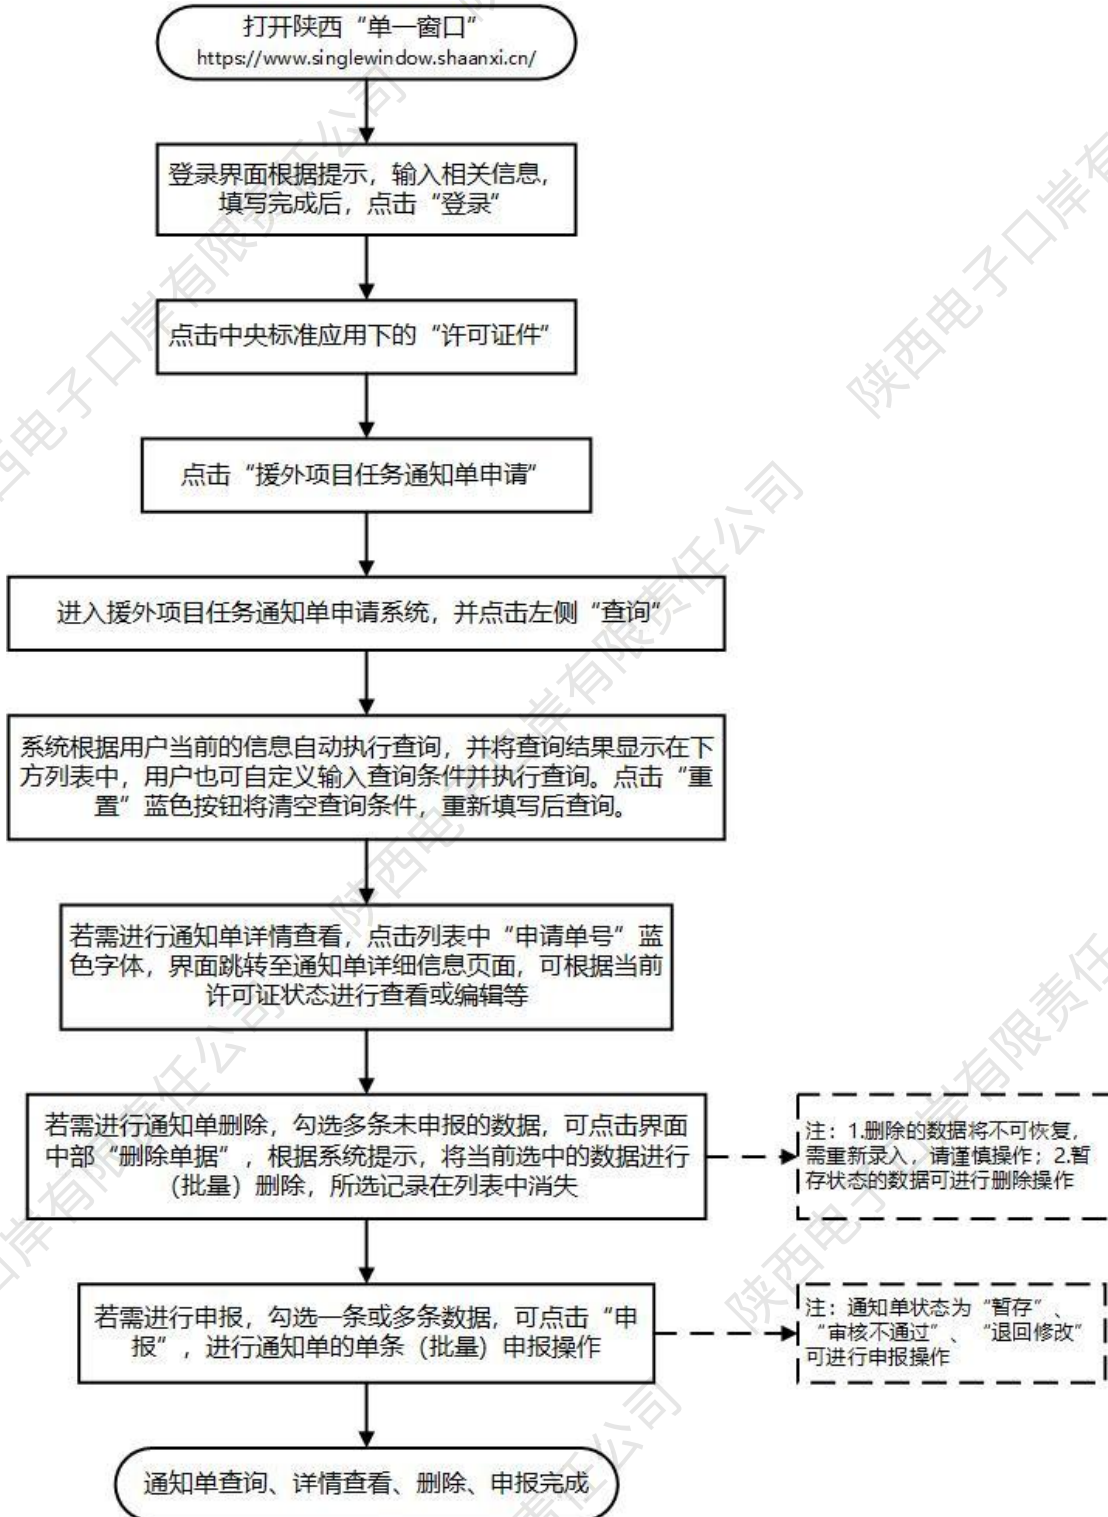 打开陕西“单一窗口”
https://www.singlewindow.shaanxi.cn/
登录界面根据提示，输入相关信息，
填写完成后，点击“登录”
点击中央标准应用下的“许可证件”
点击“援外项目任务通知单申请”
进入援外项目任务通知单申请系统，并点击左侧“查询”
系统根据用户当前的信息自动执行查询，并将查询结果显示在下
方列表中，用户也可自定义输入查询条件并执行查询。点击“重
置”蓝色按钮将清空查询条件，重新填写后查询。
若需进行通知单详情查看，点击列表中“申请单号”蓝
色字体，界面跳转至通知单详细信息页面，可根据当前
许可证状态进行查看或编辑等
若需进行通知单删除，勾选多条未申报的数据，可点击界面
中部“删除单据”，根据系统提示，将当前选中的数据进行
（批量）删除，所选记录在列表中消失
注：1.删除的数据将不可恢复，
需重新录入，请谨慎操作；2.暂
存状态的数据可进行删除操作
若需进行申报，勾选一条或多条数据，可点击“申
报”，进行通知单的单条（批量）申报操作
注：通知单状态为“暂存”、
“审核不通过”、“退回修改”
可进行申报操作
通知单查询、详情查看、删除、申报完成
陕西电子口岸有限责任公司